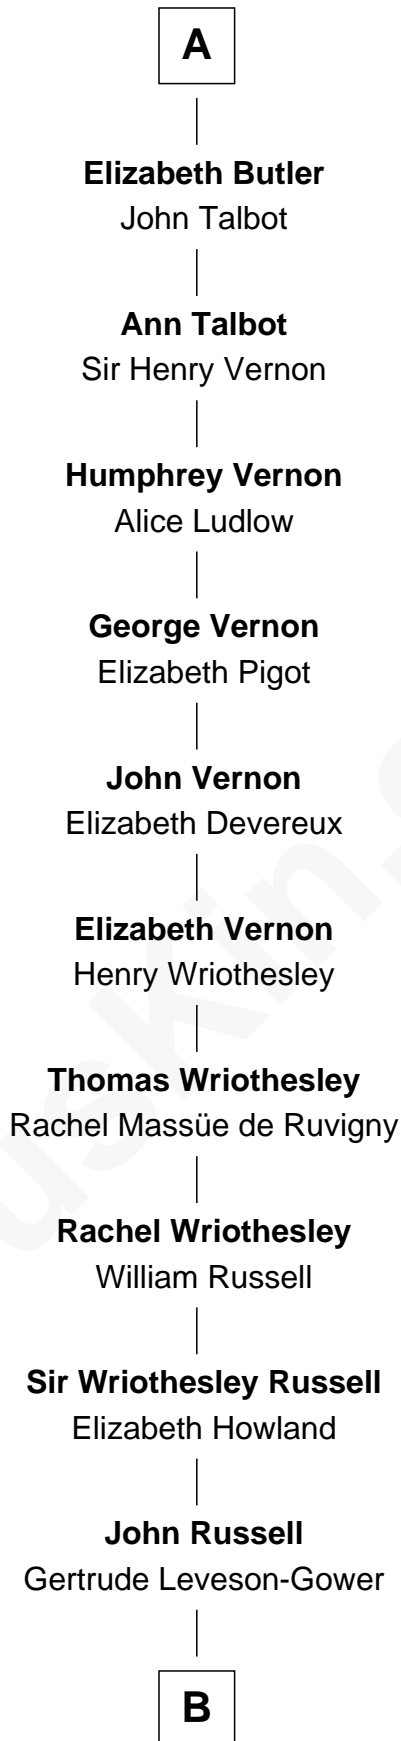 A
Elizabeth Butler
John Talbot
Ann Talbot
Sir Henry Vernon
Humphrey Vernon
Alice Ludlow
George Vernon
Elizabeth Pigot
John Vernon
Elizabeth Devereux
Elizabeth Vernon
Henry Wriothesley
Thomas Wriothesley
Rachel Massüe de Ruvigny
Rachel Wriothesley
William Russell
Sir Wriothesley Russell
Elizabeth Howland
John Russell
Gertrude Leveson-Gower
B